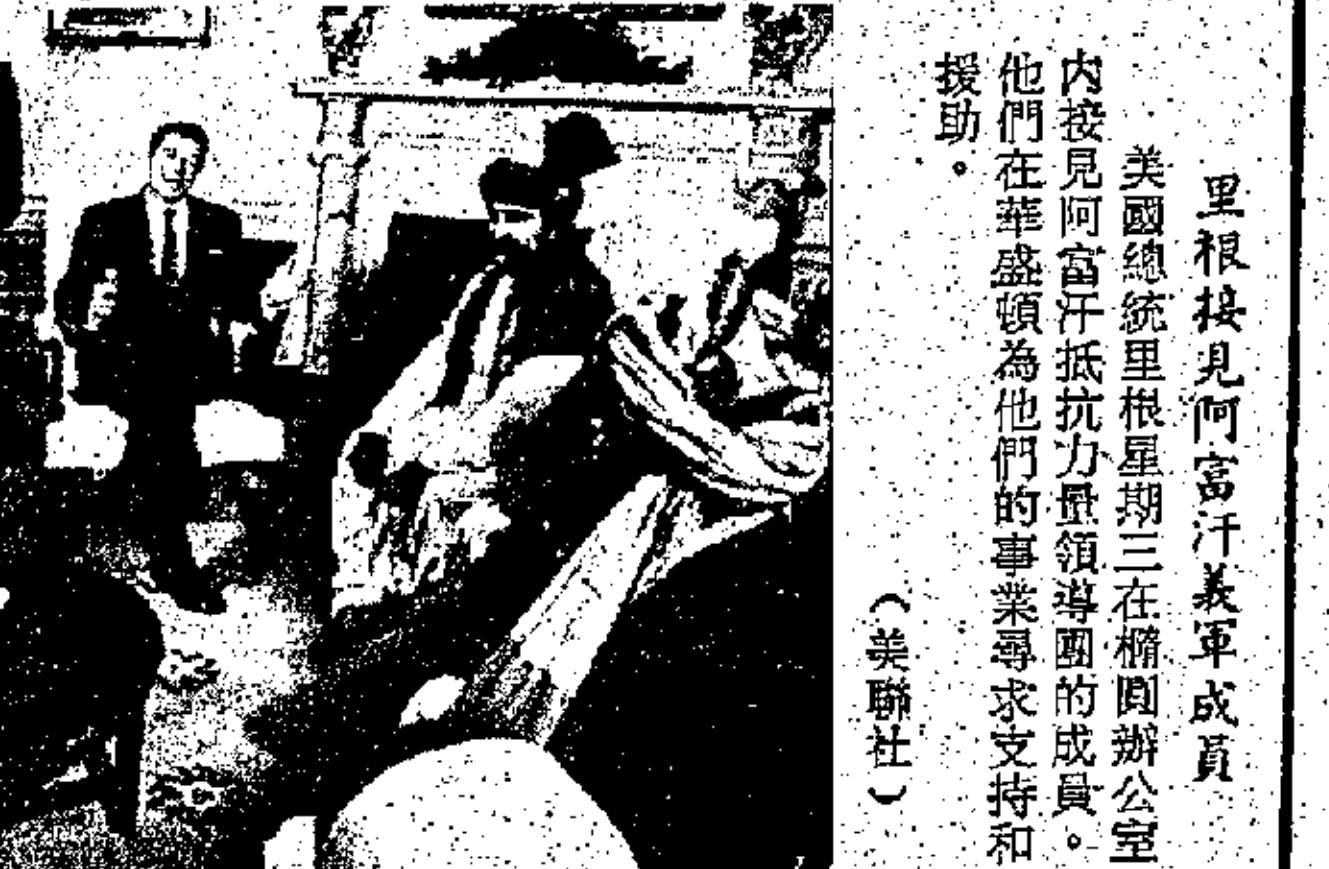 里根接見阿富汗義軍成員
美國總統里根星期三在橢圓辦公室
内接見阿富汗抵抗力量領導團的成員。
他們在華盛頓為他們的事業尋求支持和
援助。
（美聯社）